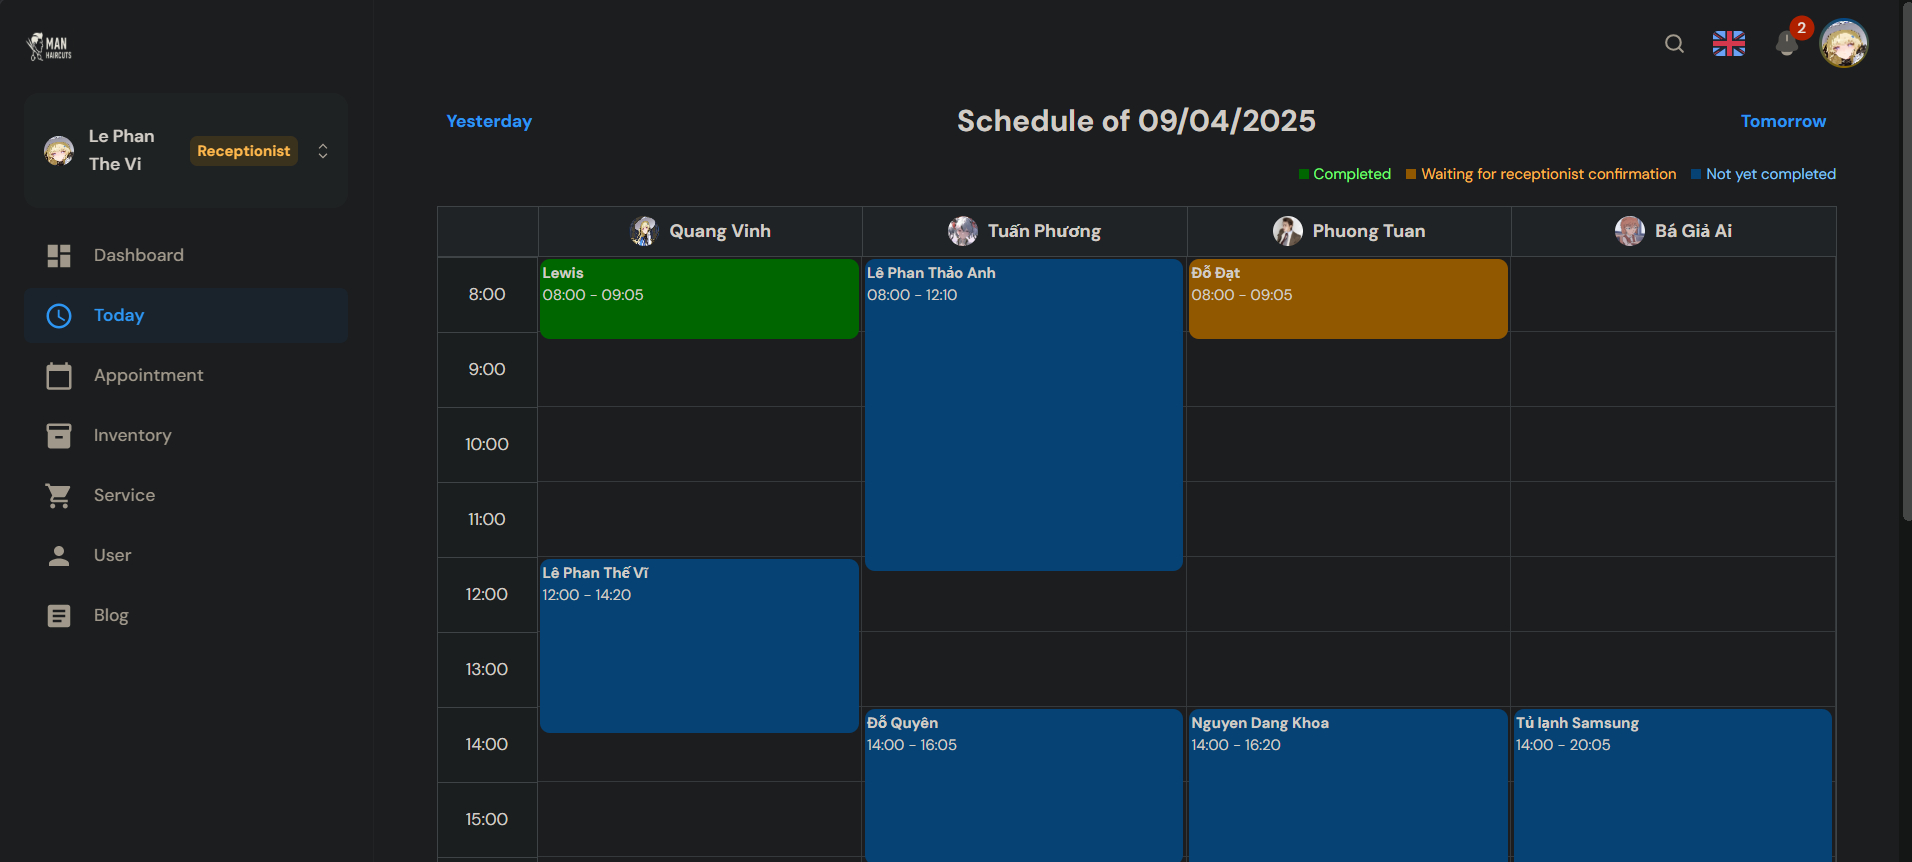 MAN
HAIRCUTS
2
Le Phan
The Vi
Receptionist
Dashboard
Today
Appointment
Inventory
Service
User
Blog
Yesterday
Schedule of 09/04/2025
Tomorrow
Completed
Waiting for receptionist confirmation
Not yet completed
Quang Vinh
Tuấn Phương
Phuong Tuan
Bá Giả Ai
8:00
Lewis
08:00 - 09:05
Lê Phan Thảo Anh
08:00 - 12:10
Đỗ Đạt
08:00 - 09:05
9:00
10:00
11:00
12:00
Lê Phan Thế Vĩ
12:00 - 14:20
13:00
14:00
Đỗ Quyên
14:00 - 16:05
Nguyen Dang Khoa
14:00 - 16:20
Tủ lạnh Samsung
14:00 - 20:05
15:00